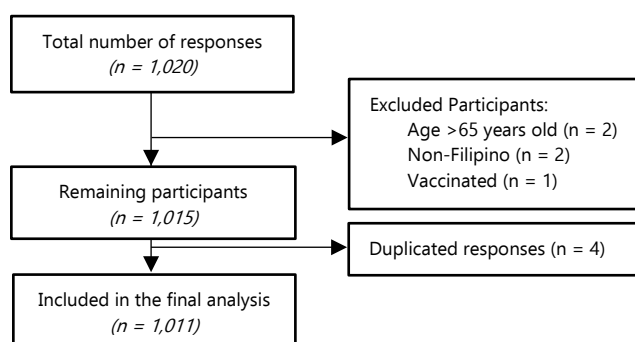 Total number of responses
(n = 1,020)
Excluded Participants:
Age >65 years old (n = 2)
Non-Filipino (n = 2)
Vaccinated (n = 1)
Remaining participants
(n = 1,015)
Duplicated responses (n = 4)
Included in the final analysis
(n = 1,011)